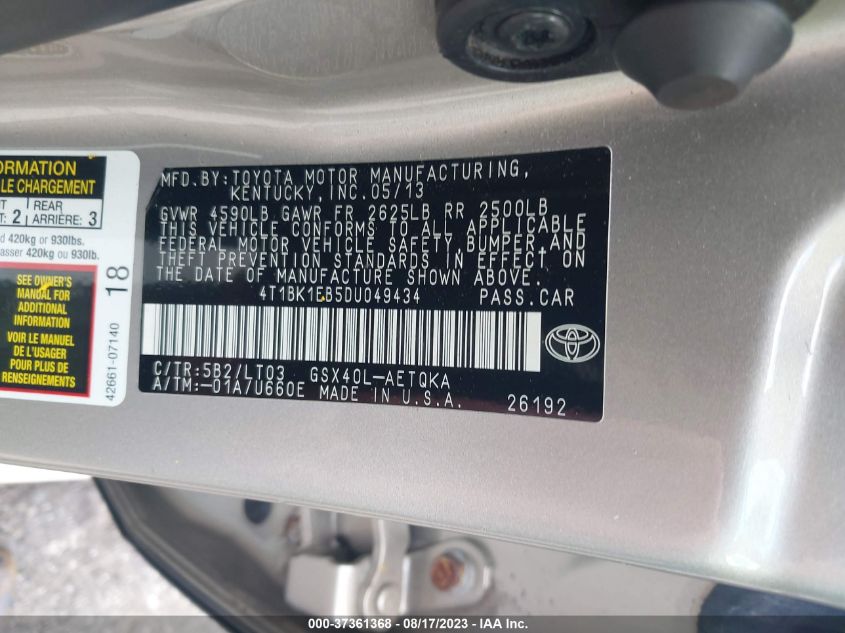 ORMATION
LE CHARGEMENT
2
REAR
ARRIÈRE 3
420kg or 930lbs.
asser 420kg ou 930lb.
SEE OWNER'S
MANUAL FOR
ADDITIONAL
INFORMATION
VOIR LE MANUEL
DE L'USAGER
POUR PLUS
D'INFORMATIONS
18
42661-07140
MFD.BY:TOYOTA MOTOR MANUFACTURING,
KENTUCKY, INC.05/13
GVWR 4590LB GAWR FR 2625LB RR 2500LB
THIS VEHICLE CONFORMS TO ALL APPLICABLE
FEDERAL MOTOR VEHICLE SAFETY,BUMPER,AND
THEFT PREVENTION STANDARDS IN EFFECT ON
THE DATE OF MANUFACTURE SHOWN ABOVE.
4T1BK1EB5DU049434 PASS.CAR
C/TR:5B2/LT03 GSX40L-AETQKA
A/TM:-01A/U660E MADE IN U.S.A. 26192
000-37361368 - 08/17/2023 - IAA Inc.